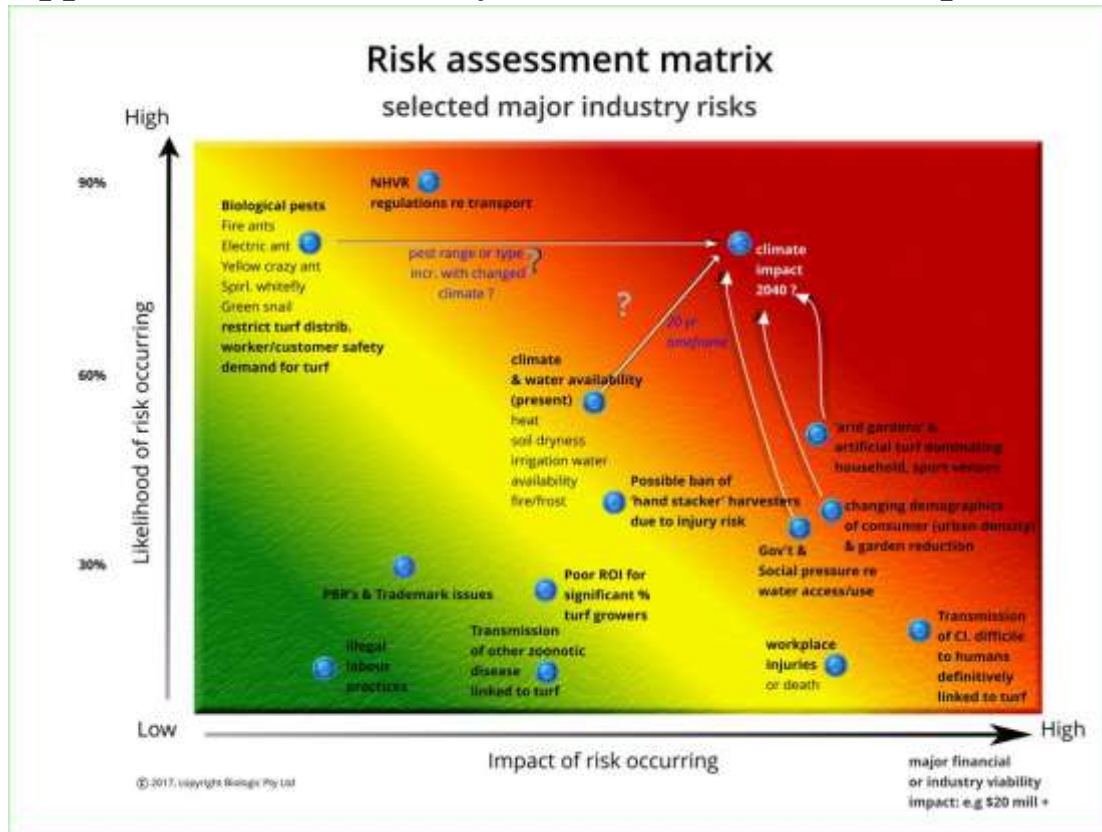 Risk assessment matrix
selected major industry risks
High
90%
60%
30%
Likelihood of risk occurring
NHVR
regulations re transport
Biological pests
Fire ants
Electric ant
Yellow crazy ant
Spirl. whitefly
Green snail
restrict turf distrib.
worker/customer safety
demand for turf
pest range or type
incr. with changed
climate ?
?
climate
impact
2040 ?
?
20 yr
timeframe
climate
& water availability
(present)
heat
soil dryness
irrigation water
availability
fire/frost
'arid gardens' &
artificial turf dominating
household, sport venues
Possible ban of
'hand stacker' harvesters
due to injury risk
changing demographics
of consumer (urban density)
& garden reduction
Gov't &
Social pressure re
water access/use
PBR's & Trademark issues
Poor ROI for
significant %
turf growers
illegal
labour
practices
Transmission
of other zoonotic
disease
linked to turf
workplace
injuries
or death
Transmission
of Cl. difficile
to humans
definitively
linked to turf
Low
High
Impact of risk occurring
major financial
or industry viability
impact: e.g $20 mill +
© 2017, copyright Biologic Pty Ltd